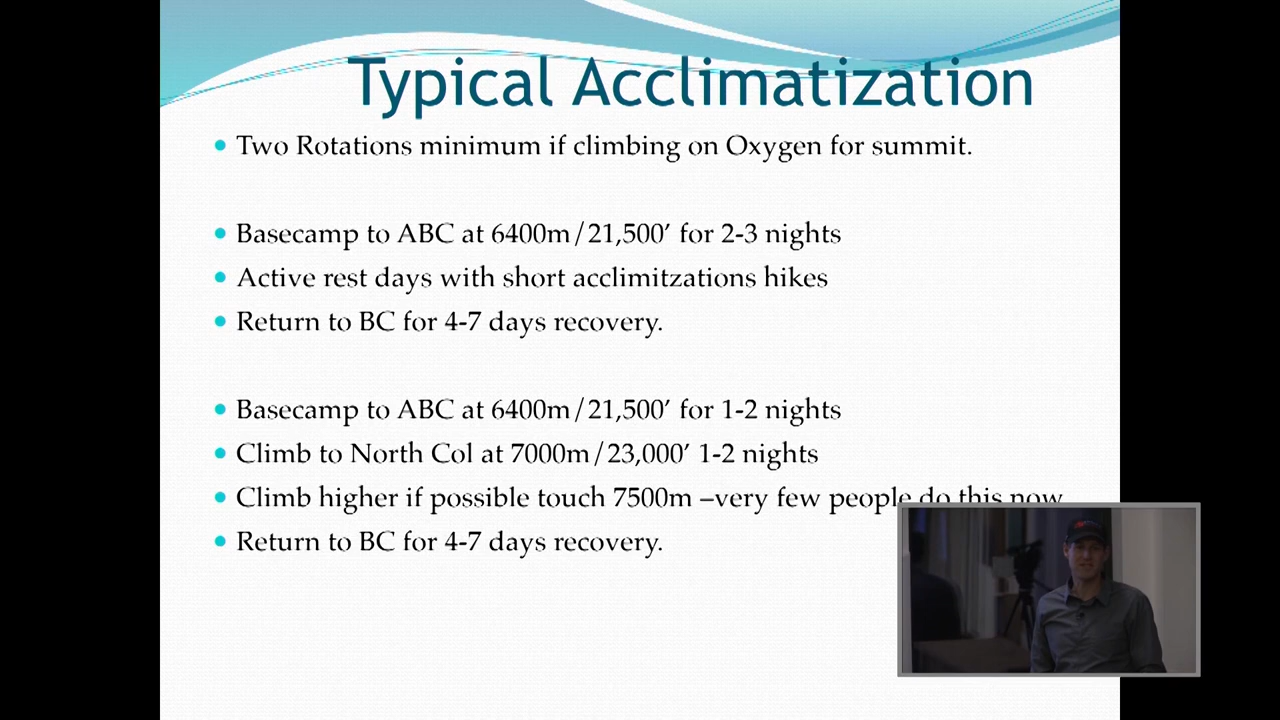 Typical Acclimatization
Two Rotations minimum if climbing on Oxygen for summit.
Basecamp to ABC at 6400m/21,500’ for 2-3 nights
Active rest days with short acclimitzations hikes
Return to BC for 4-7 days recovery.
Basecamp to ABC at 6400m/21,500’ for 1-2 nights
Climb to North Col at 7000m/23,000’ 1-2 nights
Climb higher if possible touch 7500m –very few people do this now
Return to BC for 4-7 days recovery.